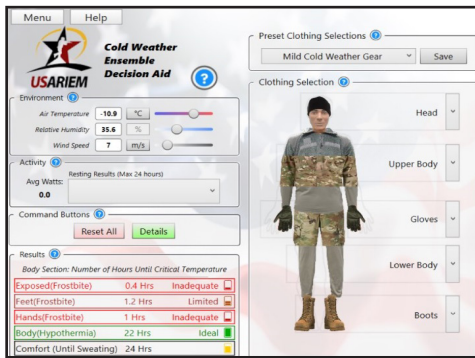 Menu
Help
USARIEM
Cold Weather
Ensemble
Decision Aid
?
Environment ?
Air Temperature -10.9 °C
Relative Humidity 35.6 %
Wind Speed 7 m/s
Activity ?
Avg Watts:
0.0
Resting Results (Max 24 hours)
Command Buttons ?
Reset All
Details
Results ?
Body Section: Number of Hours Until Critical Temperature
Exposed(Frostbite) 0.4 Hrs Inadequate
Feet(Frostbite) 1.2 Hrs Limited
Hands(Frostbite) 1 Hrs Inadequate
Body(Hypothermia) 22 Hrs Ideal
Comfort (Until Sweating) 24 Hrs
Preset Clothing Selections ?
Mild Cold Weather Gear
Save
Clothing Selection ?
Head
Upper Body
Gloves
Lower Body
Boots